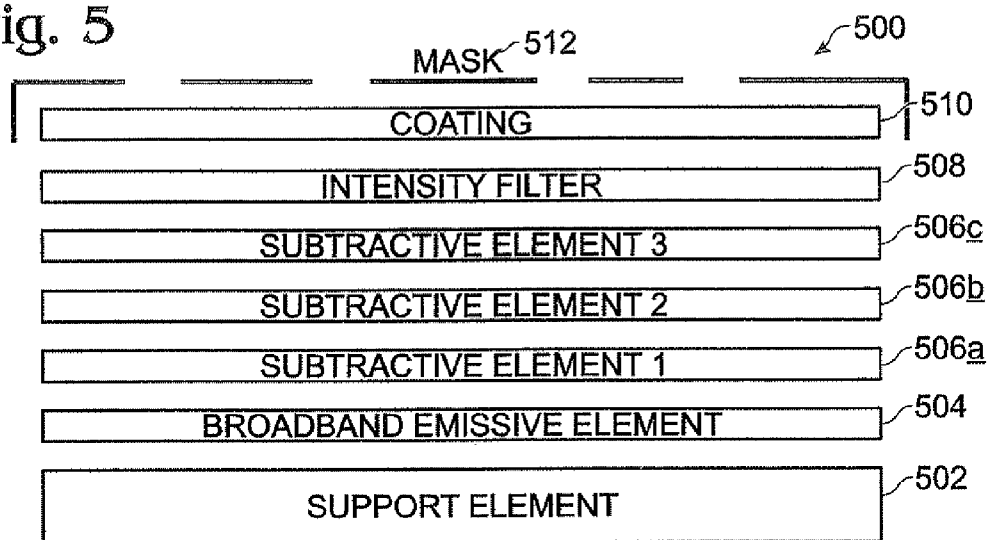 ig. 5
500
MASK 512
COATING 510
INTENSITY FILTER 508
SUBTRACTIVE ELEMENT 3 506c
SUBTRACTIVE ELEMENT 2 506b
SUBTRACTIVE ELEMENT 1 506a
BROADBAND EMISSIVE ELEMENT 504
SUPPORT ELEMENT 502